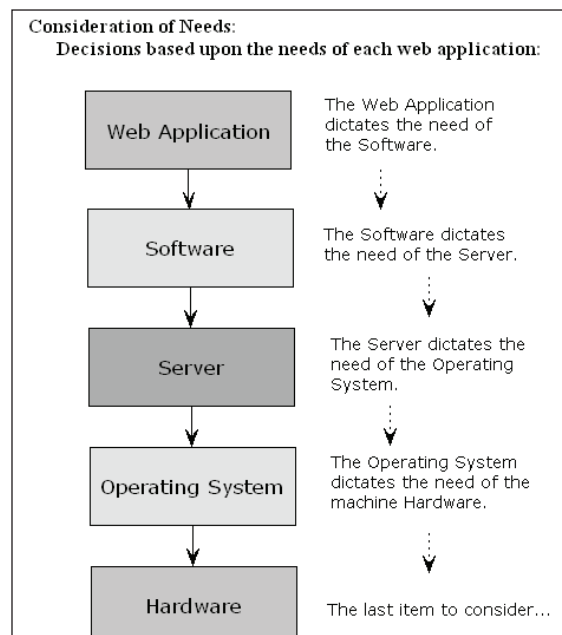 Consideration of Needs:
Decisions based upon the needs of each web application:
Web Application
The Web Application
dictates the need of
the Software.
Software
The Software dictates
the need of the Server.
Server
The Server dictates the
need of the Operating
System.
Operating System
The Operating System
dictates the need of the
machine Hardware.
Hardware
The last item to consider...